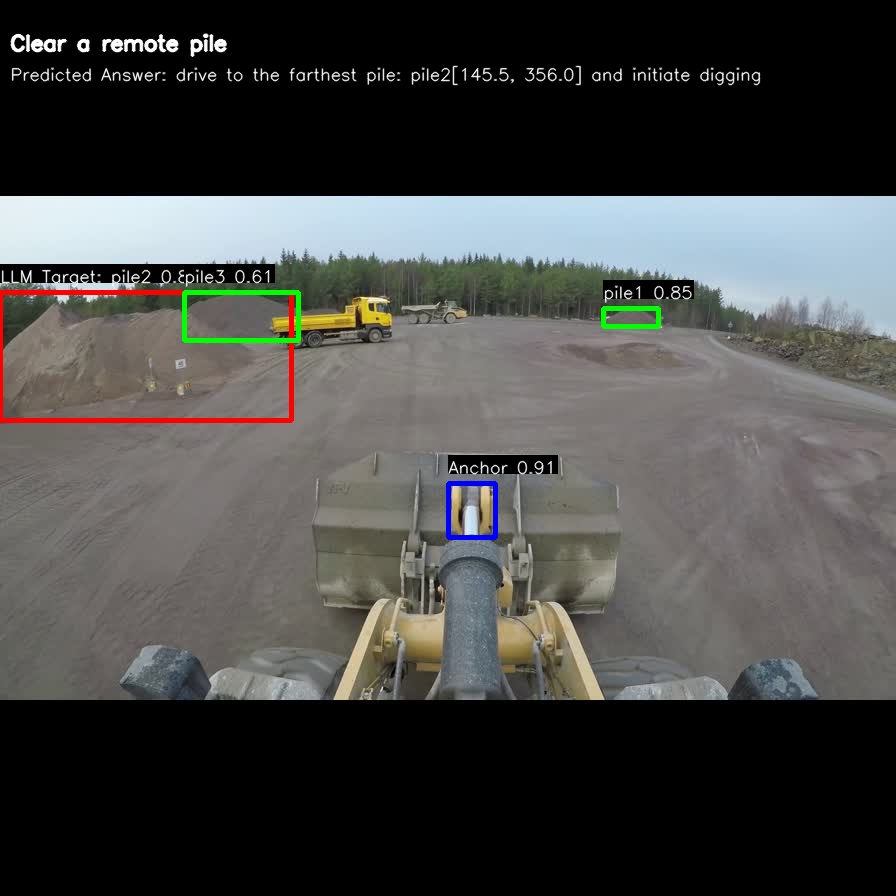 Clear a remote pile
Predicted Answer: drive to the farthest pile: pile2[145.5, 356.0] and initiate digging
LLM Target: pile2 0.8
pile3 0.61
pile1 0.85
Anchor 0.91